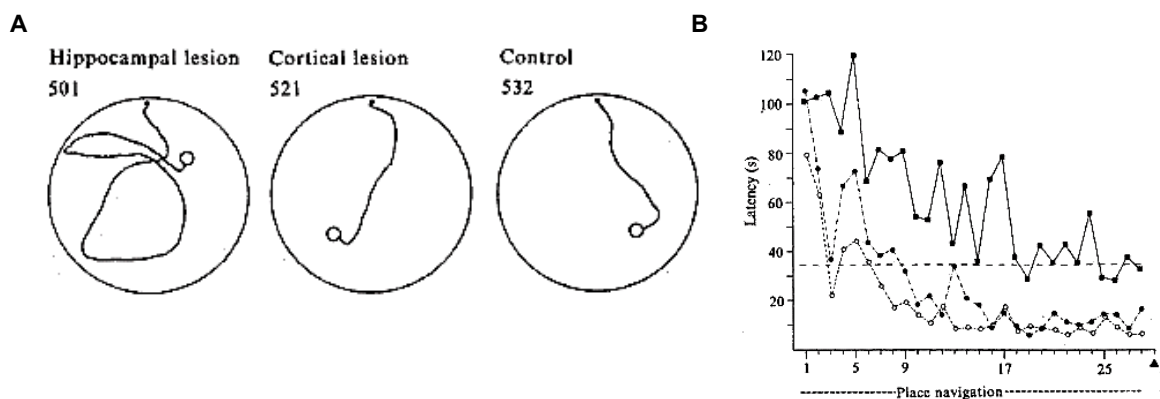 A
Hippocampal lesion
501
Cortical lesion
521
Control
532
B
120
100
80
60
40
20
Latency (s)
1
5
9
17
25
Place navigation